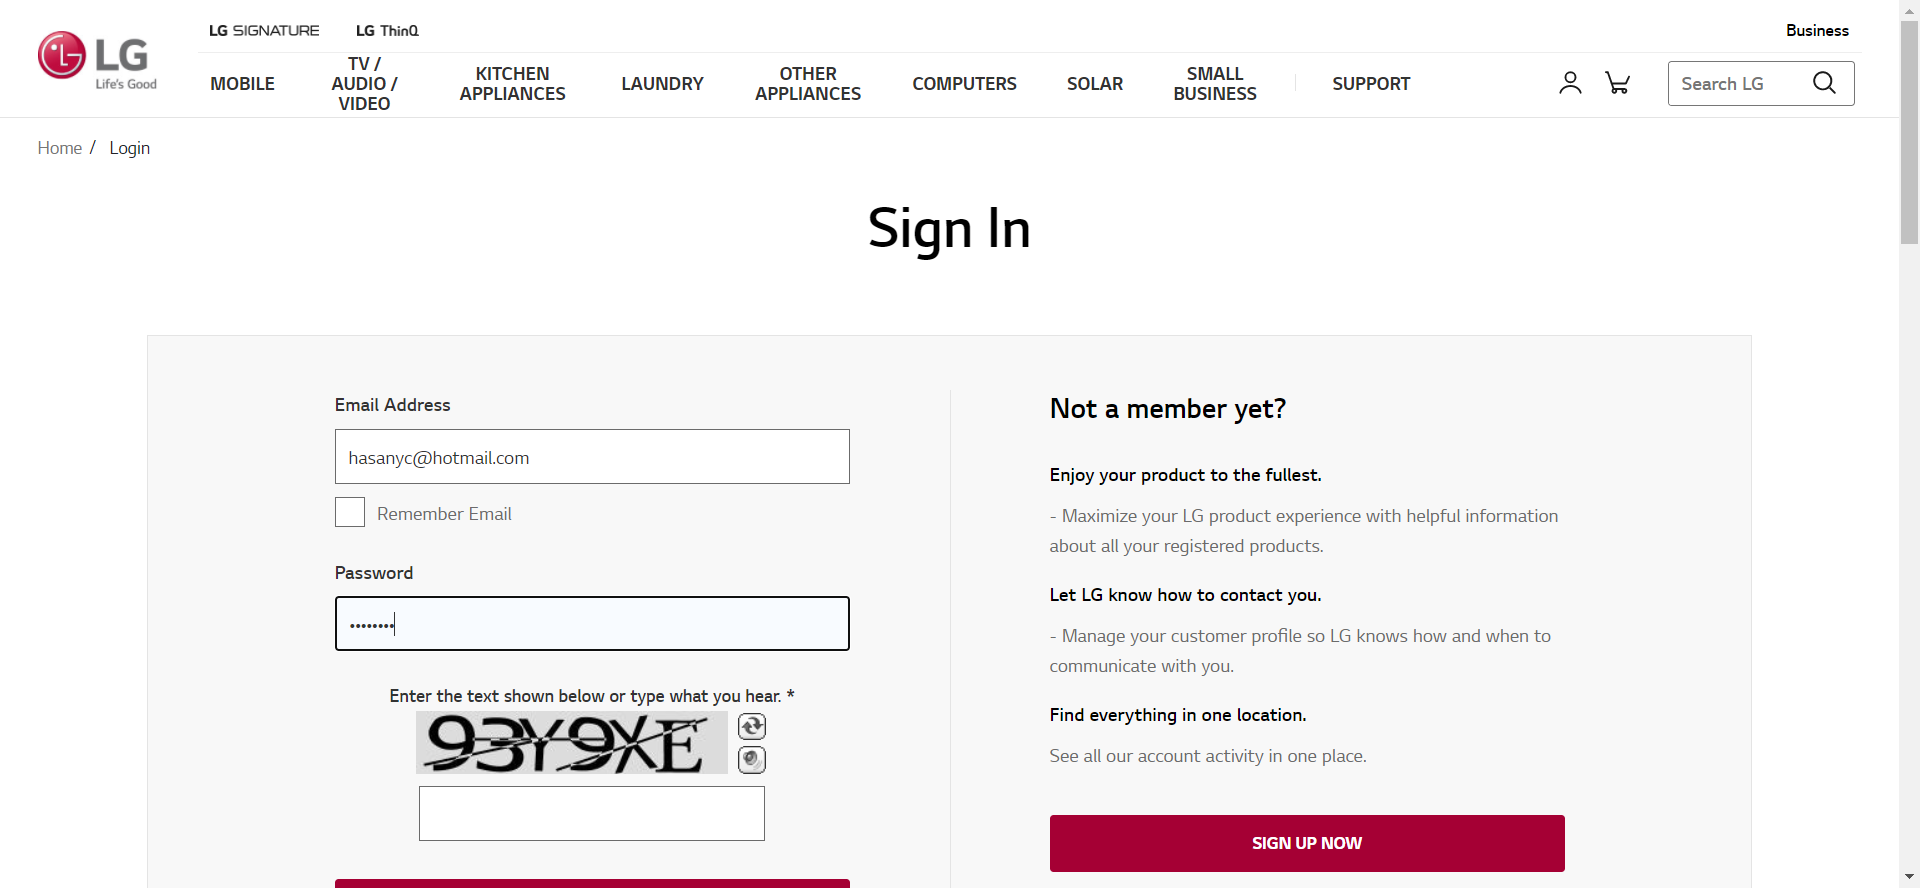 LG SIGNATURE LG ThinQ Business
LG
Life's Good
MOBILE
TV /
AUDIO /
VIDEO
KITCHEN
APPLIANCES
LAUNDRY
OTHER
APPLIANCES
COMPUTERS
SOLAR
SMALL
BUSINESS
SUPPORT
Search LG
Home / Login
Sign In
Email Address
hasanyc@hotmail.com
Remember Email
Password
••••••••
Enter the text shown below or type what you hear. *
93Y9XE
Not a member yet?
Enjoy your product to the fullest.
- Maximize your LG product experience with helpful information
about all your registered products.
Let LG know how to contact you.
- Manage your customer profile so LG knows how and when to
communicate with you.
Find everything in one location.
See all our account activity in one place.
SIGN UP NOW